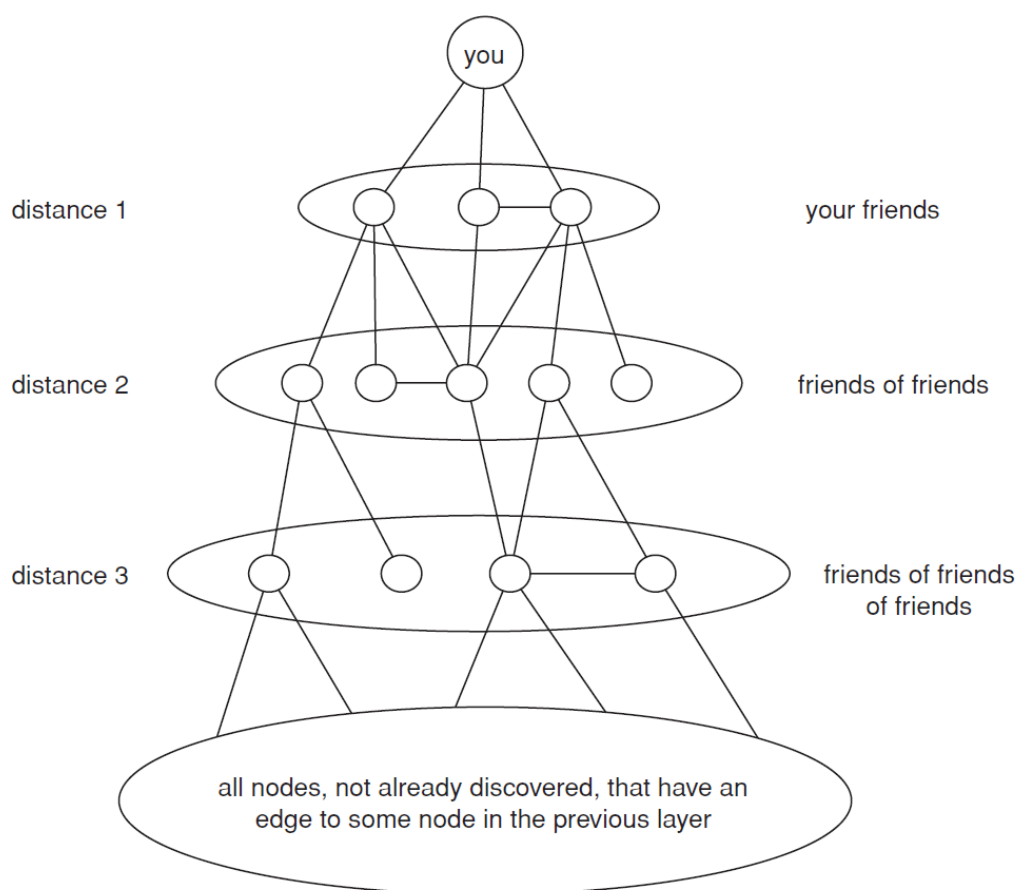 you
distance 1
your friends
distance 2
friends of friends
distance 3
friends of friends
of friends
all nodes, not already discovered, that have an
edge to some node in the previous layer